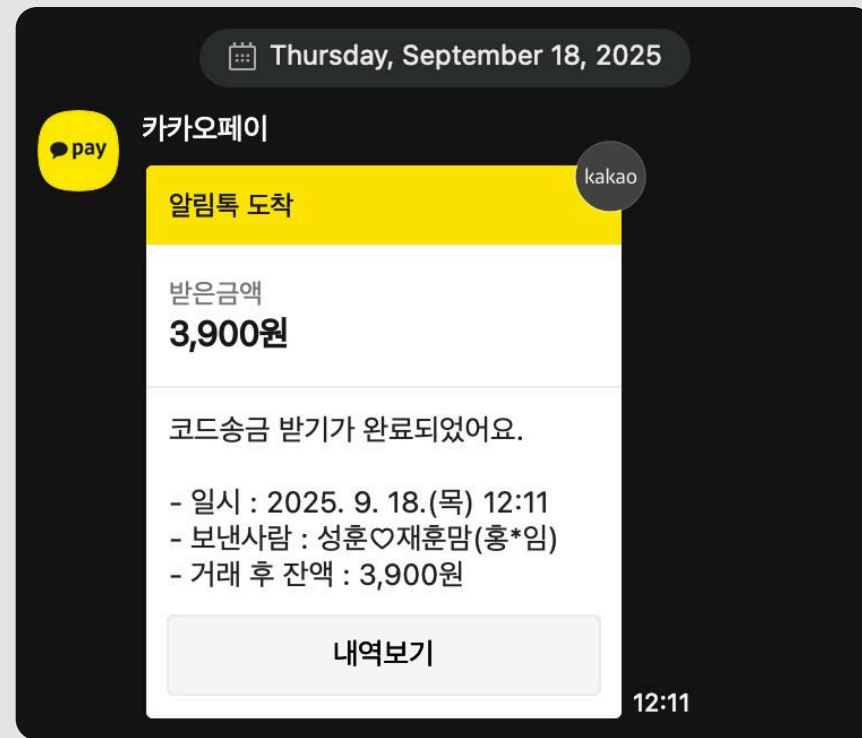 Thursday, September 18, 2025
pay
카카오페이
kakao
알림톡 도착
받은금액
3,900원
코드송금 받기가 완료되었어요.
- 일시 : 2025. 9. 18.(목) 12:11
- 보낸사람 : 성훈♡재훈맘(홍*임)
- 거래 후 잔액 : 3,900원
내역보기
12:11